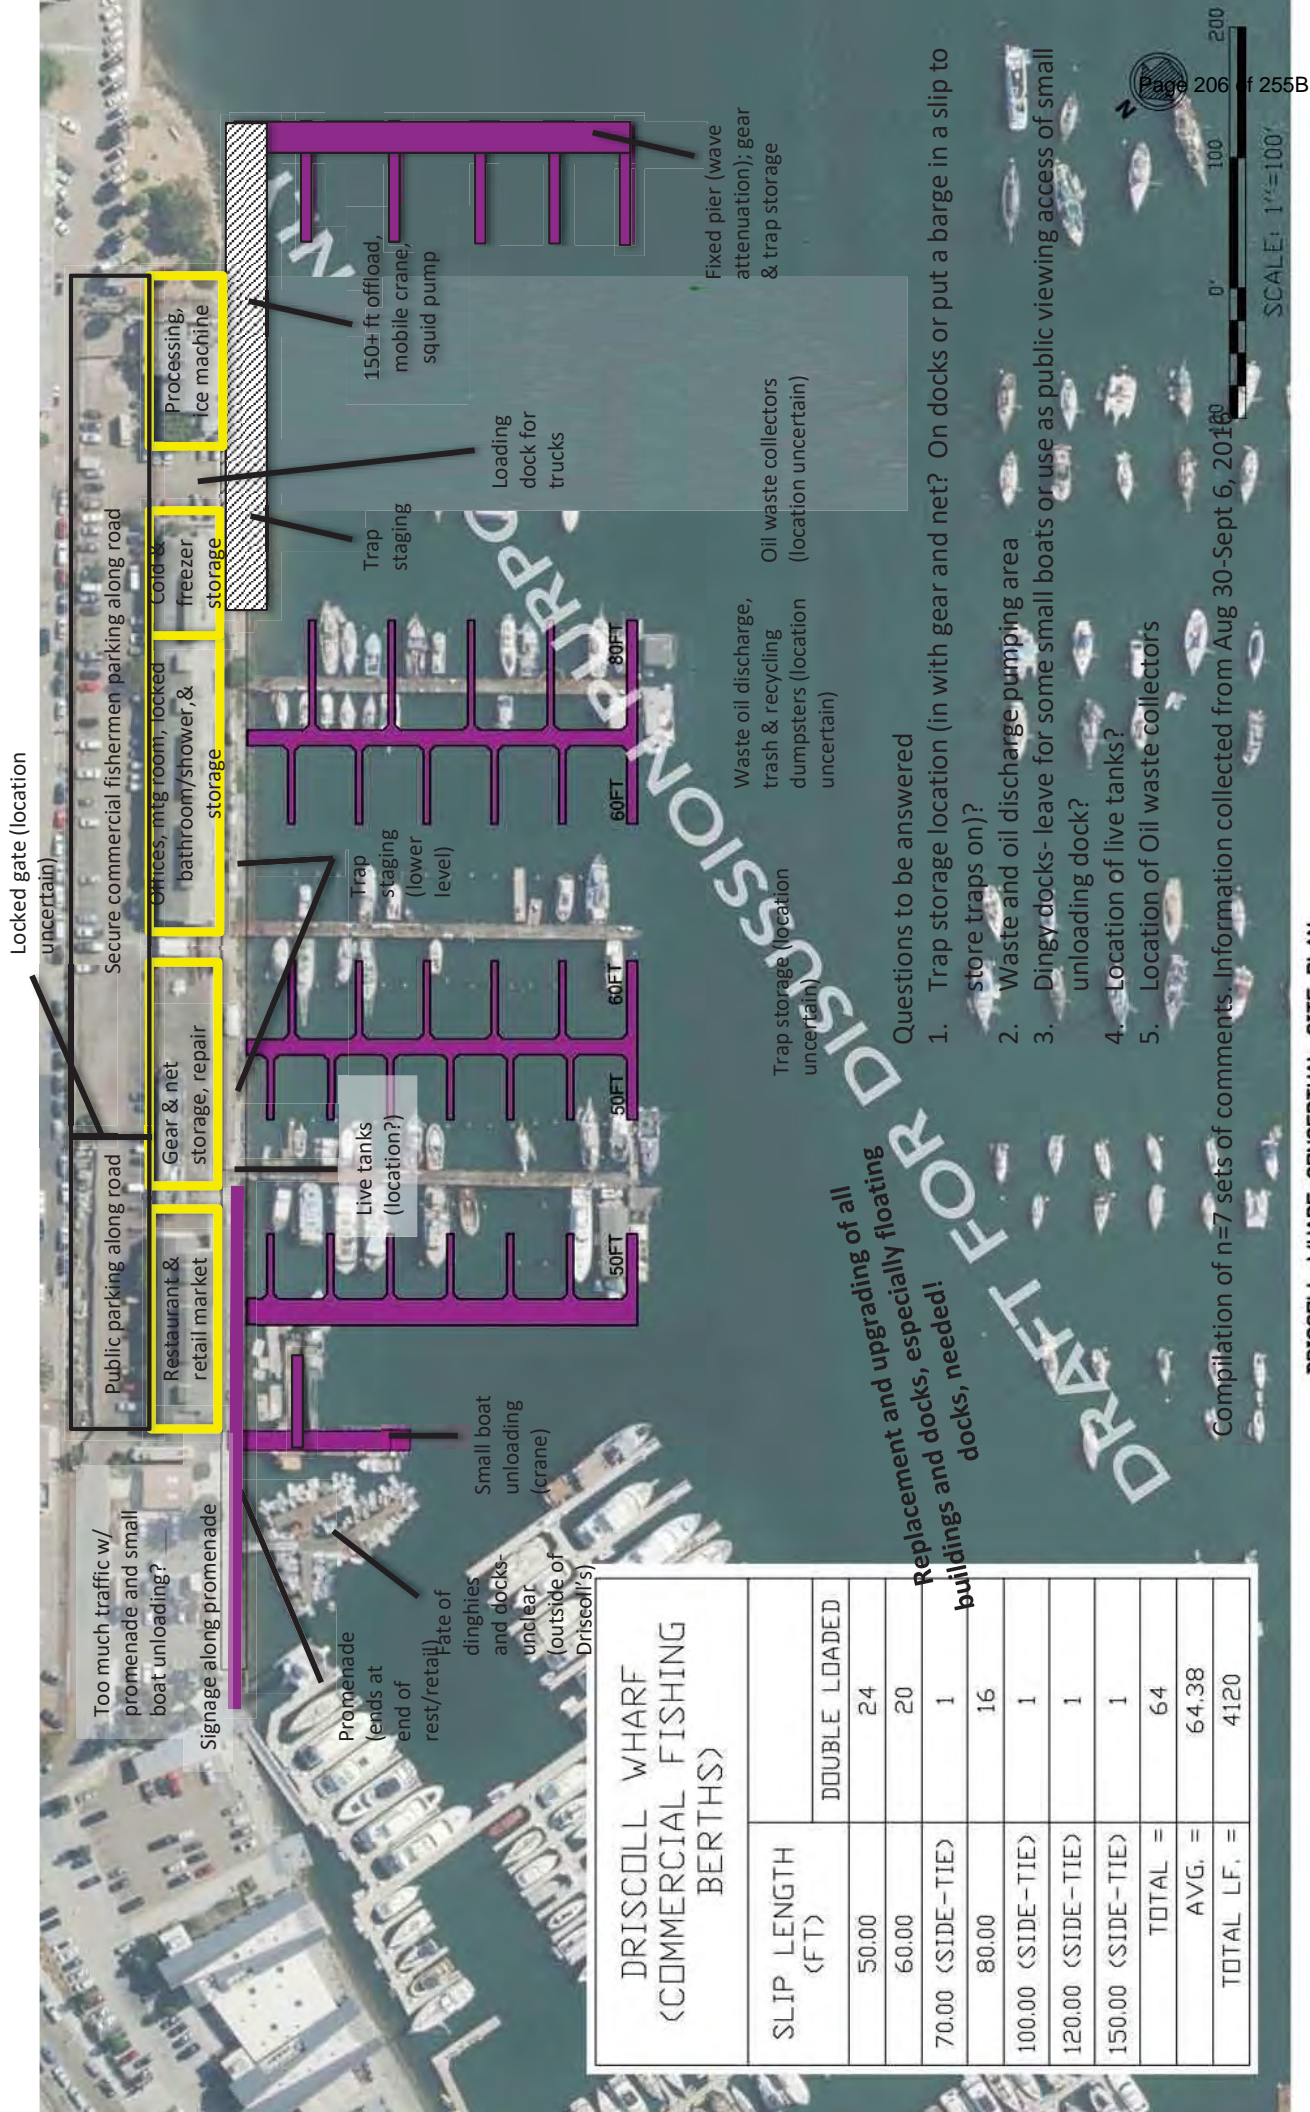 Page 206 of 255B
Locked gate (location
uncertain)
Too much traffic w/
promenade and small
boat unloading?
Public parking along road
Secure commercial fishermen parking along road
Signage along promenade
Restaurant &
retail market
Gear & net
storage, repair
Offices, mtg room, locked
bathroom/shower,&
storage
Cold &
freezer
storage
Processing,
ice machine
Promenade
(ends at
end of
rest/retail)
Fate of
dinghies
and docks-
unclear
(outside of
Driscoll's)
Small boat
unloading
(crane)
Live tanks
(location?)
Trap
staging
(lower
level)
Trap
staging
Loading
dock for
trucks
150+ ft offload,
mobile crane,
squid pump
Fixed pier (wave
attenuation); gear
& trap storage
50FT
50FT
60FT
60FT
80FT
Trap storage (location
uncertain)
Waste oil discharge,
trash & recycling
dumpsters (location
uncertain)
Oil waste collectors
(location uncertain)
Replacement and upgrading of all
buildings and docks, especially floating
docks, needed!
Questions to be answered
1. Trap storage location (in with gear and net? On docks or put a barge in a slip to
store traps on)?
2. Waste and oil discharge pumping area
3. Dingy docks- leave for some small boats or use as public viewing access of small
unloading dock?
4. Location of live tanks?
5. Location of Oil waste collectors
Compilation of n=7 sets of comments. Information collected from Aug 30-Sept 6, 2016
DRAFT FOR DISUSSION PURPO
DRISCOLL WHARF
(COMMERCIAL FISHING
BERTHS)
SLIP LENGTH
(FT)
DOUBLE LOADED
50.00 24
60.00 20
70.00 (SIDE-TIE) 1
80.00 16
100.00 (SIDE-TIE) 1
120.00 (SIDE-TIE) 1
150.00 (SIDE-TIE) 1
TOTAL = 64
AVG. = 64.38
TOTAL LF. = 4120
N
0' 100' 200'
SCALE: 1"=100'